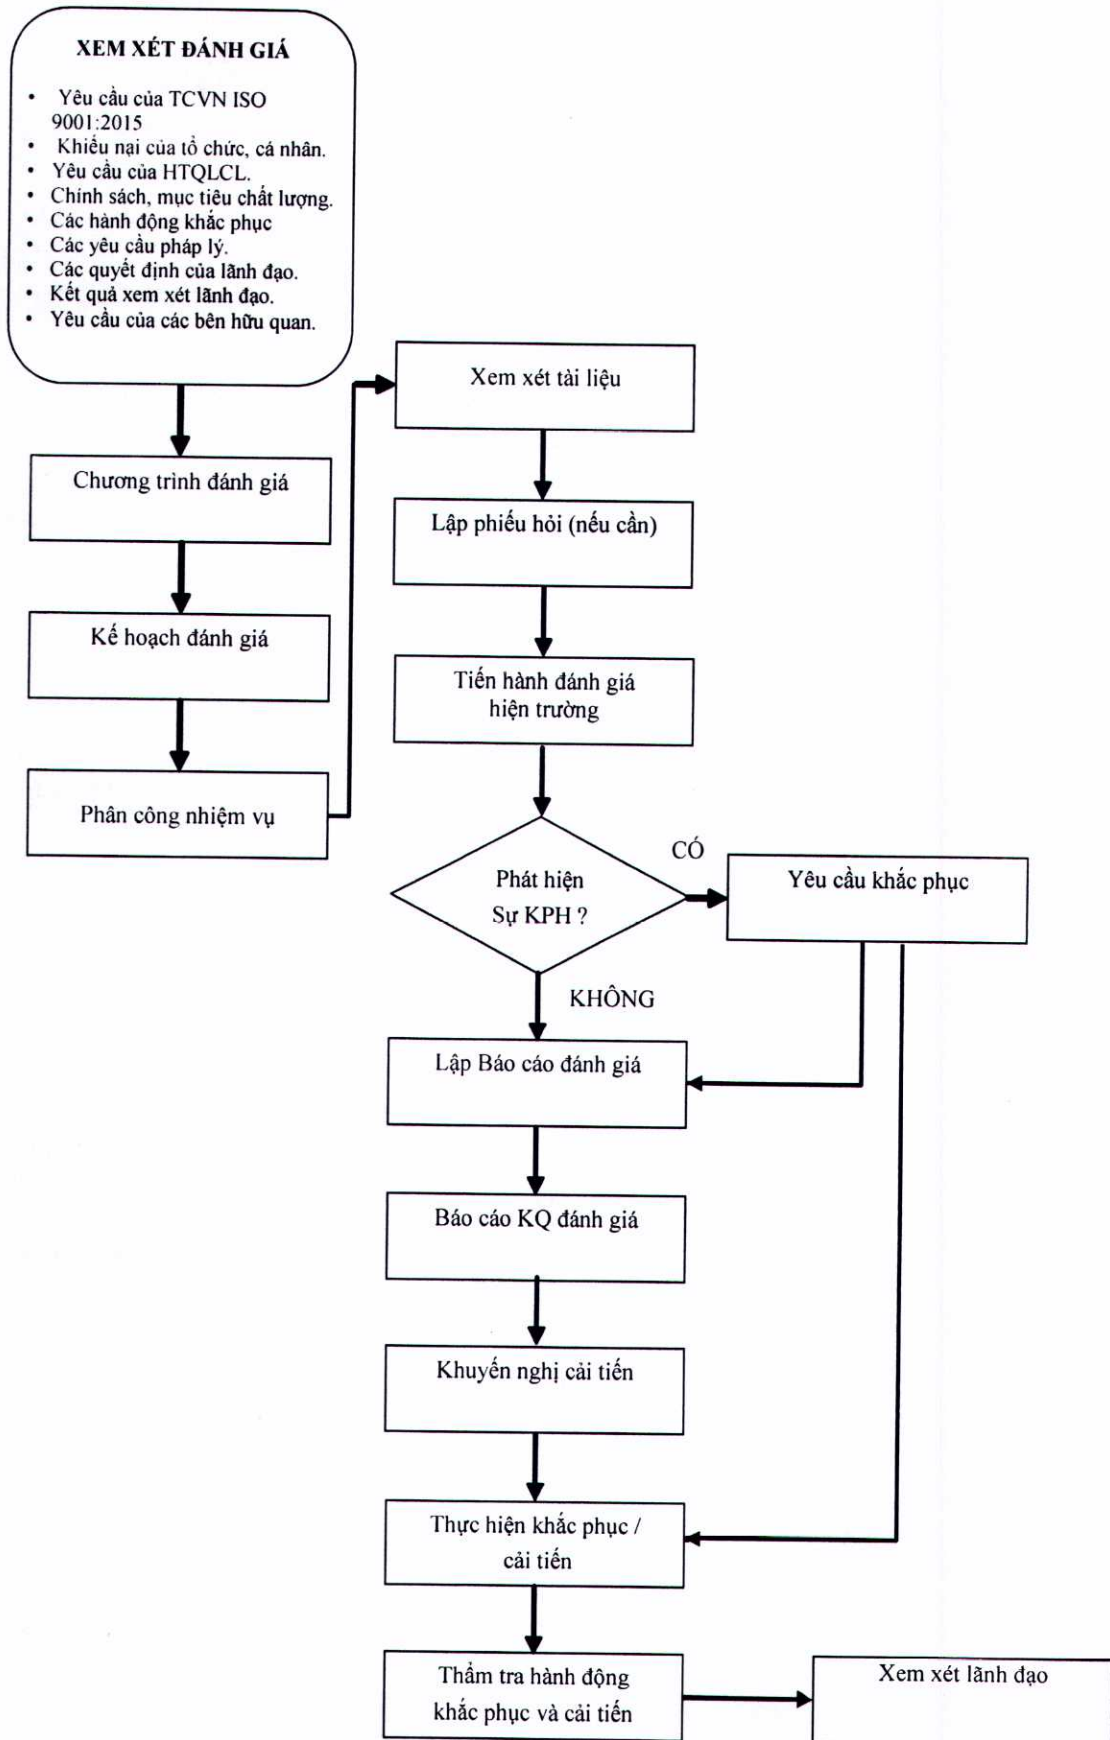 XEM XÉT ĐÁNH GIÁ
• Yêu cầu của TCVN ISO
9001:2015
• Khiếu nại của tổ chức, cá nhân.
• Yêu cầu của HTQLCL.
• Chính sách, mục tiêu chất lượng.
• Các hành động khắc phục
• Các yêu cầu pháp lý.
• Các quyết định của lãnh đạo.
• Kết quả xem xét lãnh đạo.
• Yêu cầu của các bên hữu quan.
Chương trình đánh giá
Kế hoạch đánh giá
Phân công nhiệm vụ
Xem xét tài liệu
Lập phiếu hỏi (nếu cần)
Tiến hành đánh giá
hiện trường
Phát hiện
Sự KPH ?
CÓ
Yêu cầu khắc phục
KHÔNG
Lập Báo cáo đánh giá
Báo cáo KQ đánh giá
Khuyến nghị cải tiến
Thực hiện khắc phục /
cải tiến
Thẩm tra hành động
khắc phục và cải tiến
Xem xét lãnh đạo